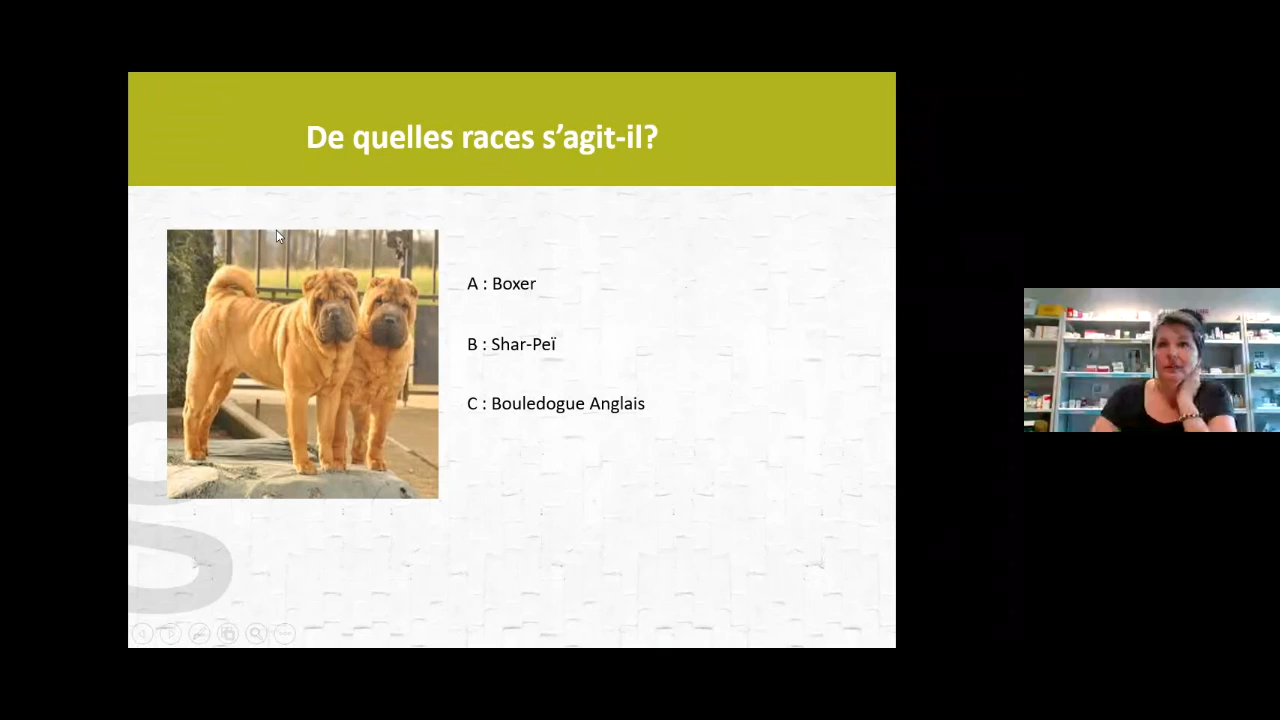 De quelles races s’agit-il?
A : Boxer
B : Shar-Peï
C : Bouledogue Anglais